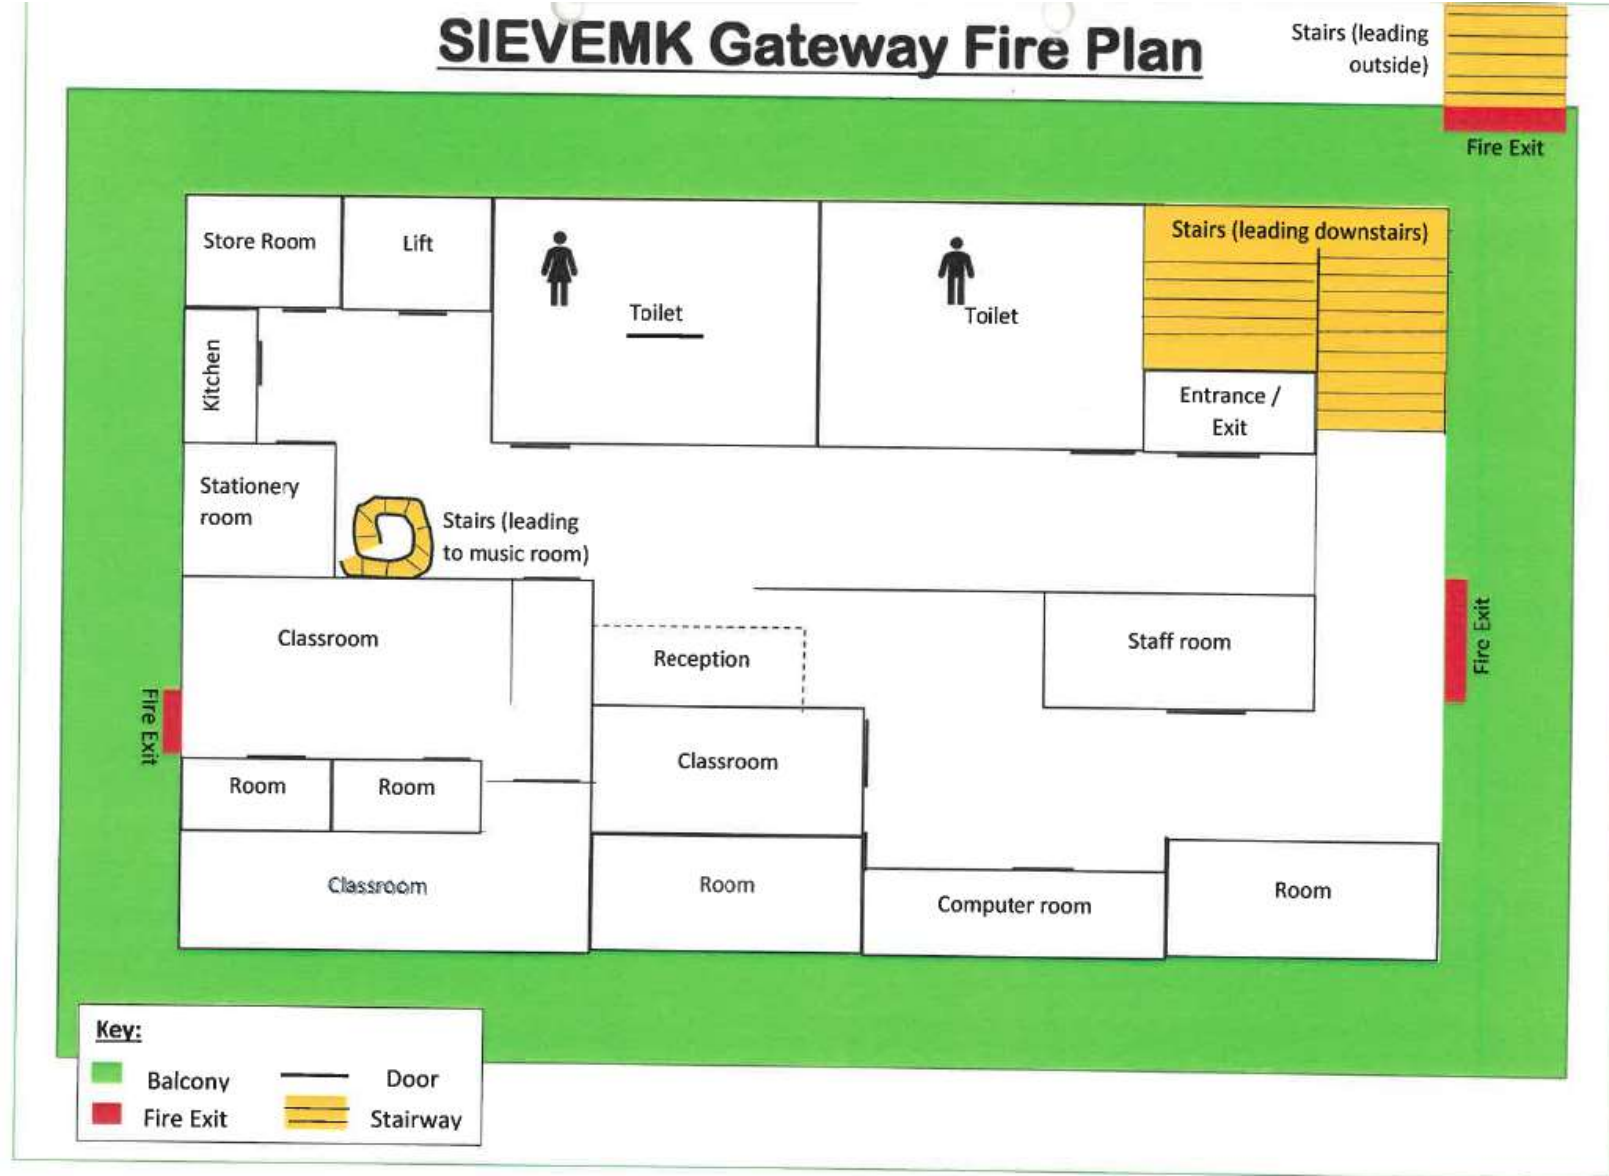 SIEVEMK Gateway Fire Plan
Stairs (leading
outside)
Fire Exit
Store Room
Lift
Toilet
Toilet
Stairs (leading downstairs)
Kitchen
Entrance /
Exit
Stationery
room
Stairs (leading
to music room)
Classroom
Reception
Staff room
Fire Exit
Fire Exit
Classroom
Room
Room
Classroom
Room
Computer room
Room
Key:
Balcony
Door
Fire Exit
Stairway